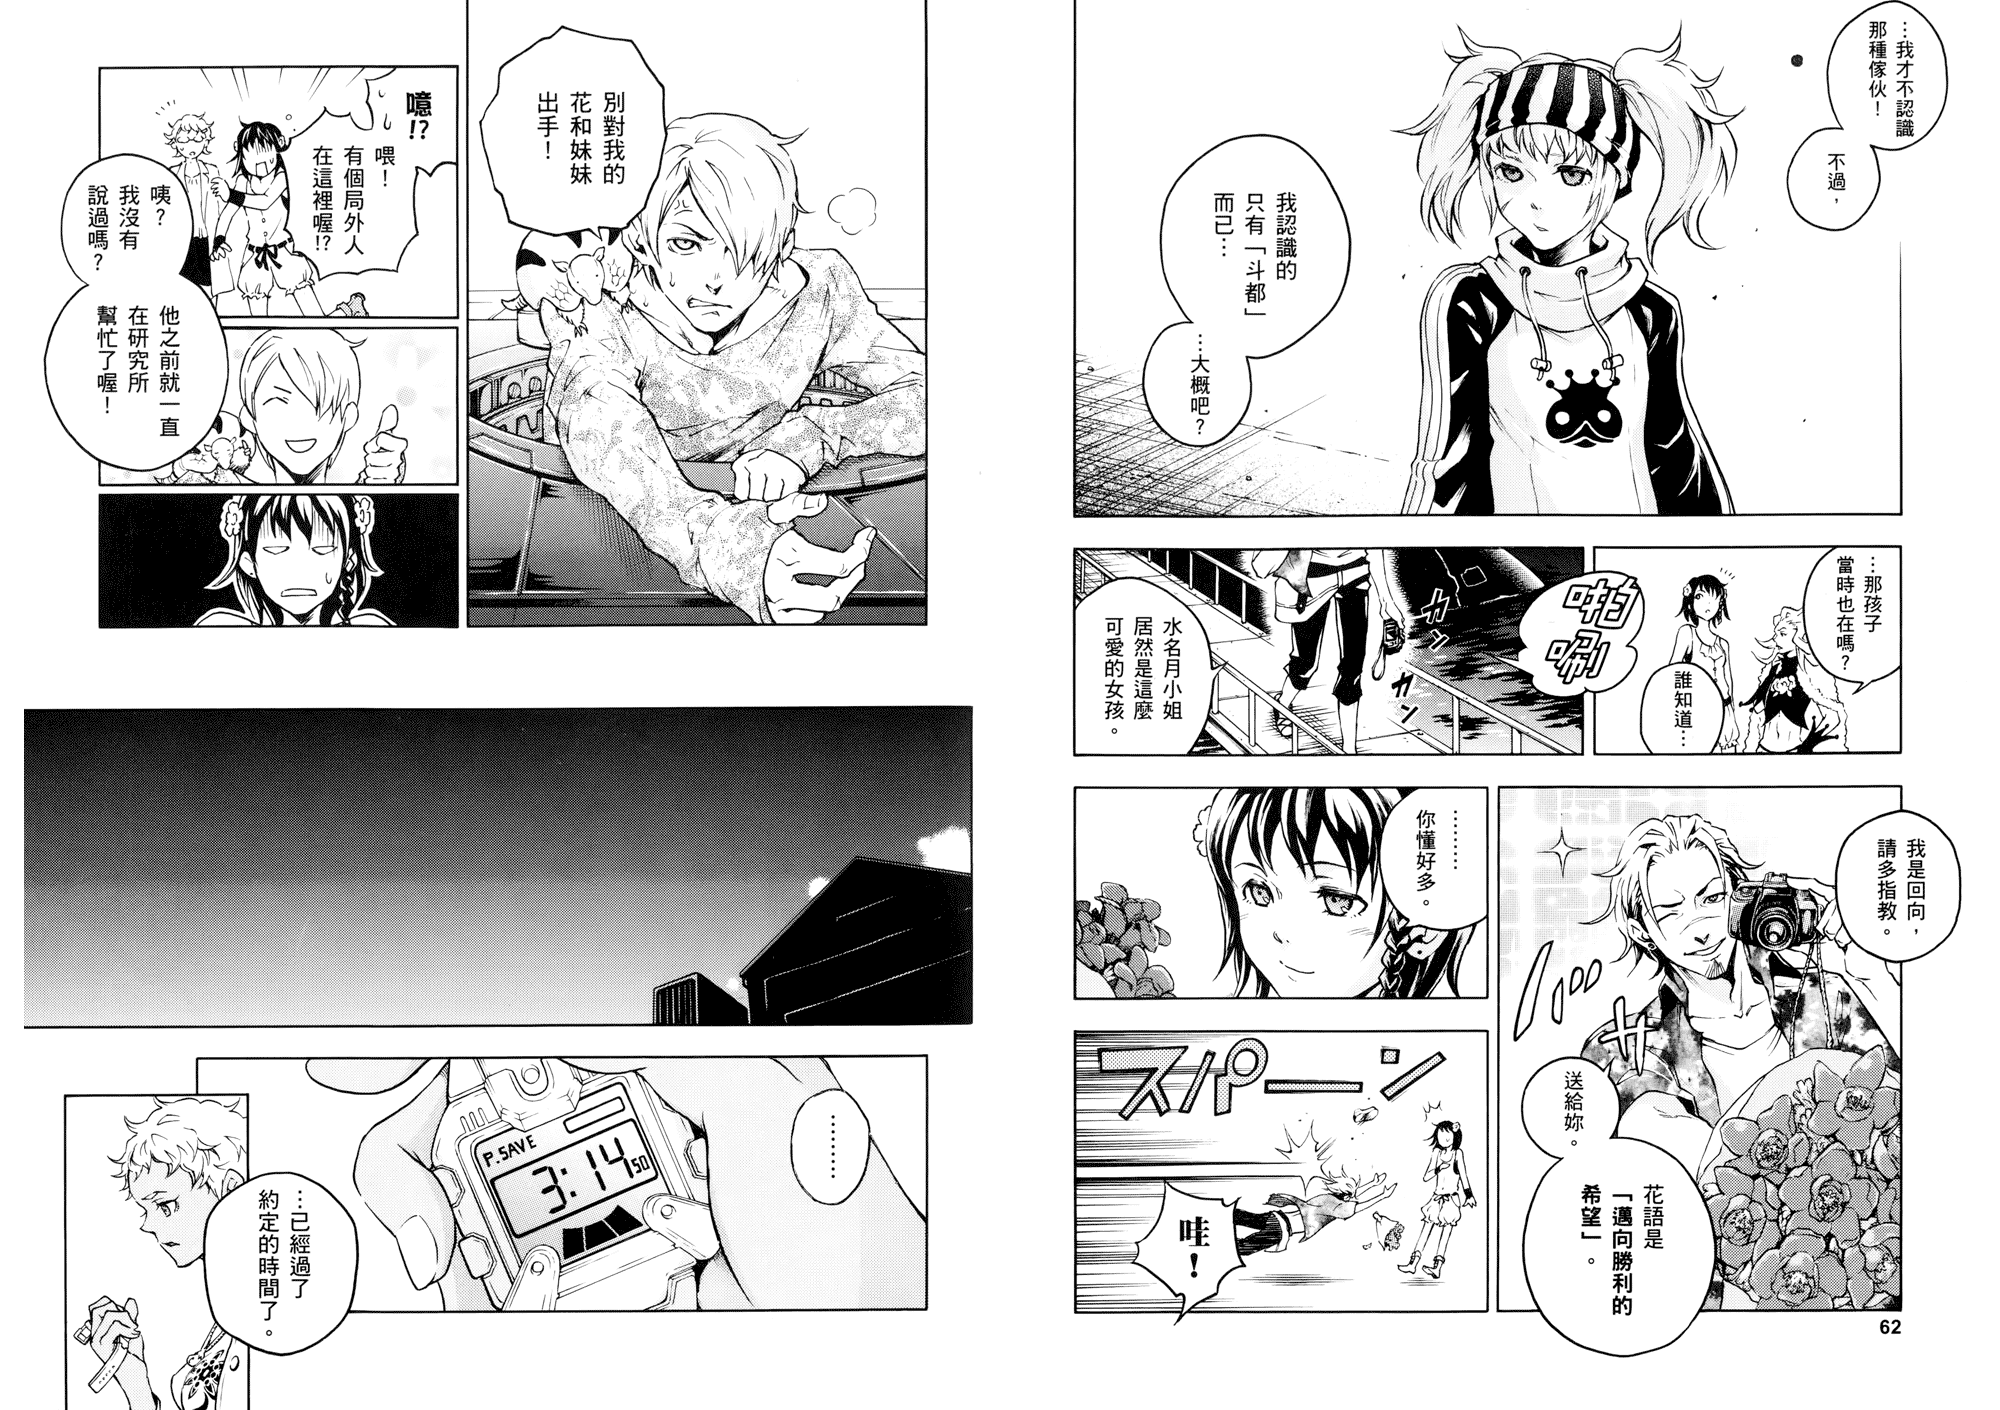 …我才不認識
那種傢伙！
不過，
我認識的
只有「斗都」
而已…
…大概吧？
…那孩子
當時也在嗎？
誰知道…
啪
唰
カシ
カシ
水名月小姐
居然是這麼
可愛的女孩。
我是回向，
請多指教。
バサ
送給妳。
花語是
「邁向勝利的
希望」。
………
你懂好多。
スパーン
哇！
62
別對我的
花和妹妹
出手！
噫!?
喂！
有個局外人
在這裡喔!?
咦？
我沒有
說過嗎？
他之前就一直
在研究所
幫忙了喔！
………
P.SAVE
3:14 50
…已經過了
約定的時間了。